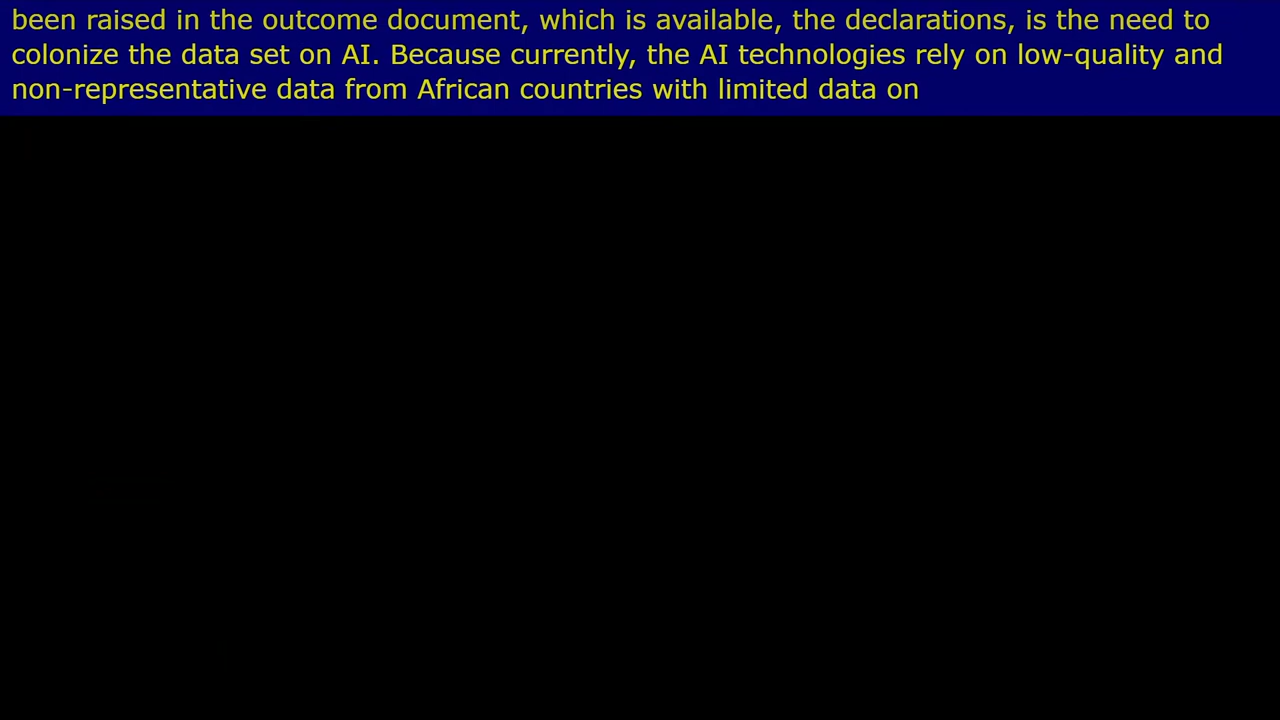 been raised in the outcome document, which is available, the declarations, is the need to
colonize the data set on AI. Because currently, the AI technologies rely on low-quality and
non-representative data from African countries with limited data on